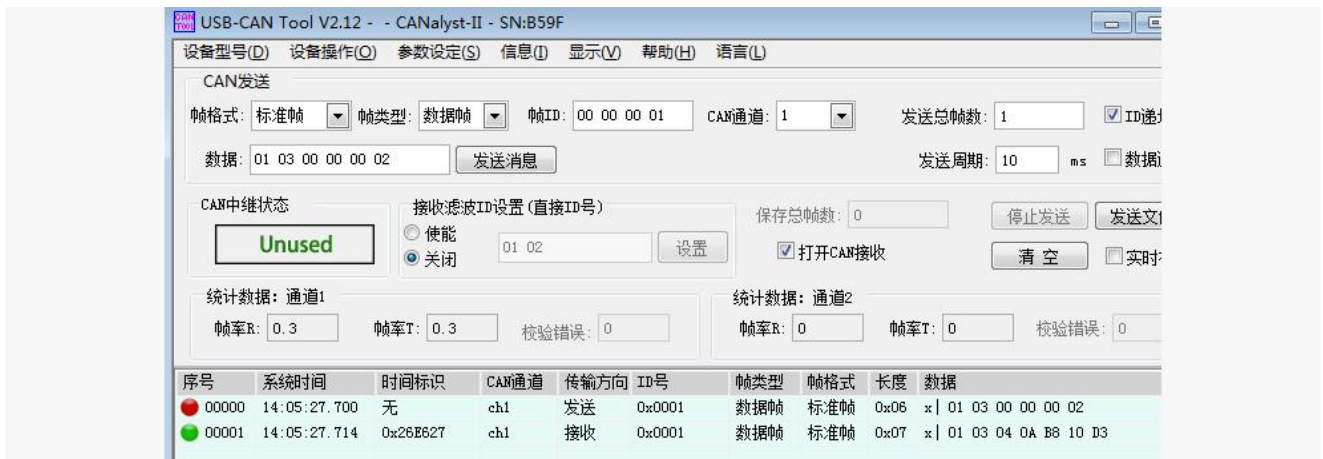 USB-CAN Tool V2.12 - - CANalyst-II - SN:B59F
设备型号(D) 设备操作(O) 参数设定(S) 信息(I) 显示(V) 帮助(H) 语言(L)
CAN发送
帧格式: 标准帧 帧类型: 数据帧 帧ID: 00 00 00 01 CAN通道: 1 发送总帧数: 1 ID递
数据: 01 03 00 00 00 02 发送消息 发送周期: 10 ms 数据
CAN中继状态 接收滤波ID设置(直接ID号)
Unused 使能 01 02 设置 保存总帧数: 0 停止发送 发送文
关闭 打开CAN接收 清空 实时
统计数据: 通道1 统计数据: 通道2
帧率R: 0.3 帧率T: 0.3 校验错误: 0 帧率R: 0 帧率T: 0 校验错误: 0
序号 系统时间 时间标识 CAN通道 传输方向 ID号 帧类型 帧格式 长度 数据
00000 14:05:27.700 无 ch1 发送 0x0001 数据帧 标准帧 0x06 x| 01 03 00 00 00 02
00001 14:05:27.714 0x26E627 ch1 接收 0x0001 数据帧 标准帧 0x07 x| 01 03 04 0A B8 10 D3